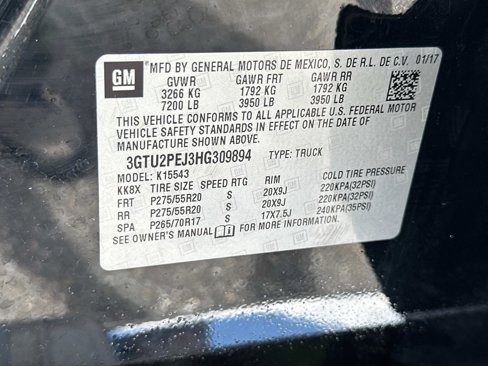 GM
MFD BY GENERAL MOTORS DE MEXICO, S. DE R.L. DE C.V. 01/17
GVWR GAWR FRT GAWR RR
3266 KG 1792 KG 1792 KG
7200 LB 3950 LB 3950 LB
THIS VEHICLE CONFORMS TO ALL APPLICABLE U.S. FEDERAL MOTOR
VEHICLE SAFETY STANDARDS IN EFFECT ON THE DATE OF
MANUFACTURE SHOWN ABOVE.
3GTU2PEJ3HG309894 TYPE: TRUCK
MODEL: K15543
KK8X TIRE SIZE SPEED RTG RIM COLD TIRE PRESSURE
FRT P275/55R20 S 20X9J 220KPA(32PSI)
RR P275/55R20 S 20X9J 220KPA(32PSI)
SPA P265/70R17 S 17X7.5J 240KPA(35PSI)
SEE OWNER'S MANUAL FOR MORE INFORMATION.